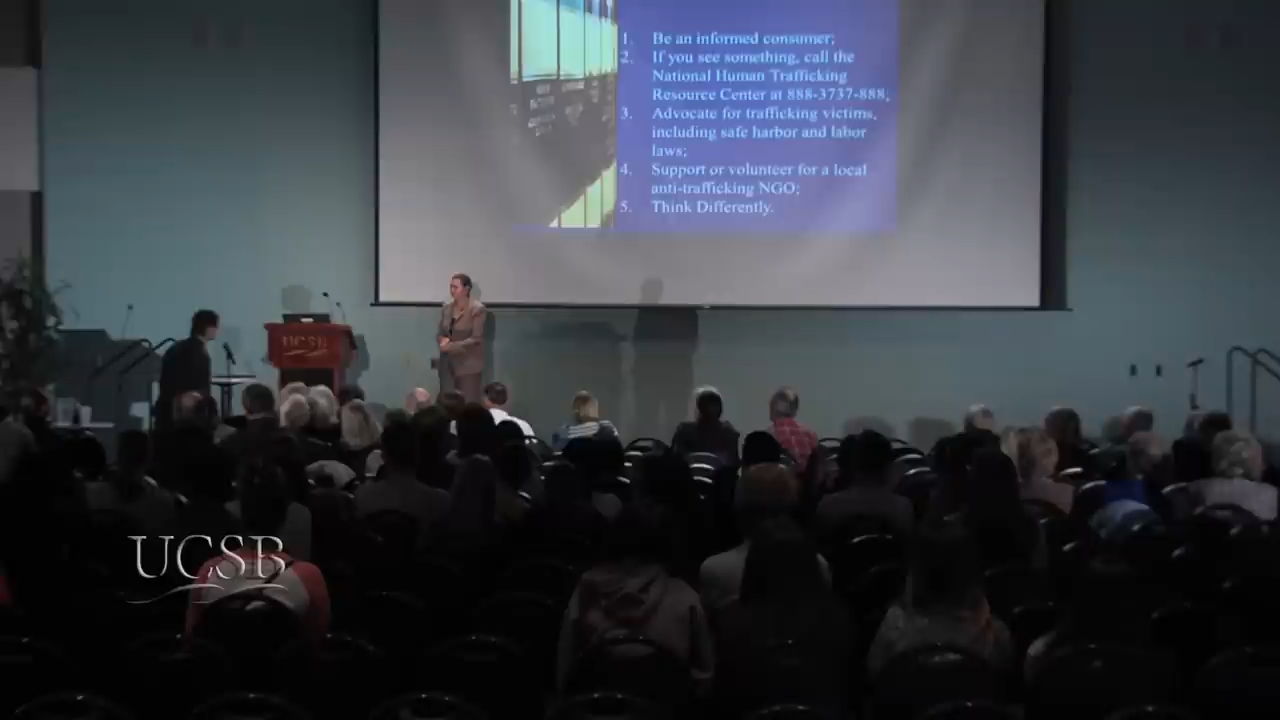 1. Be an informed consumer;
2. If you see something, call the
National Human Trafficking
Resource Center at 888-3737-888;
3. Advocate for trafficking victims,
including safe harbor and labor
laws;
4. Support or volunteer for a local
anti-trafficking NGO;
5. Think Differently.
UCSB
UCSB